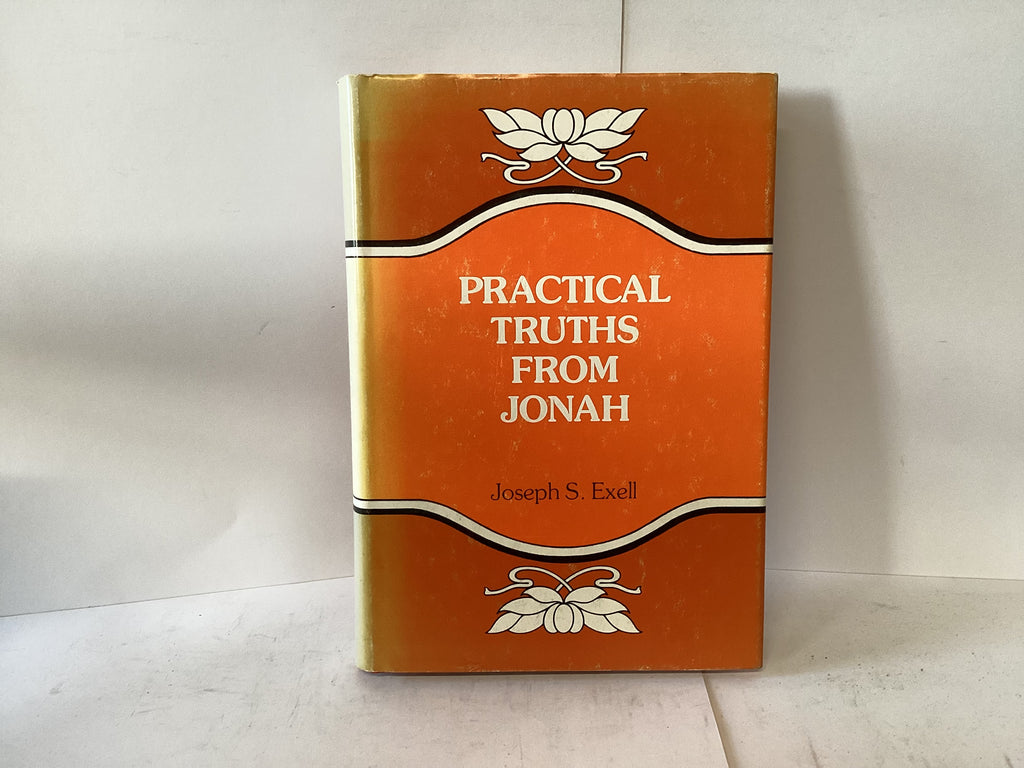 PRACTICAL
TRUTHS
FROM
JONAH
Joseph S. Exell